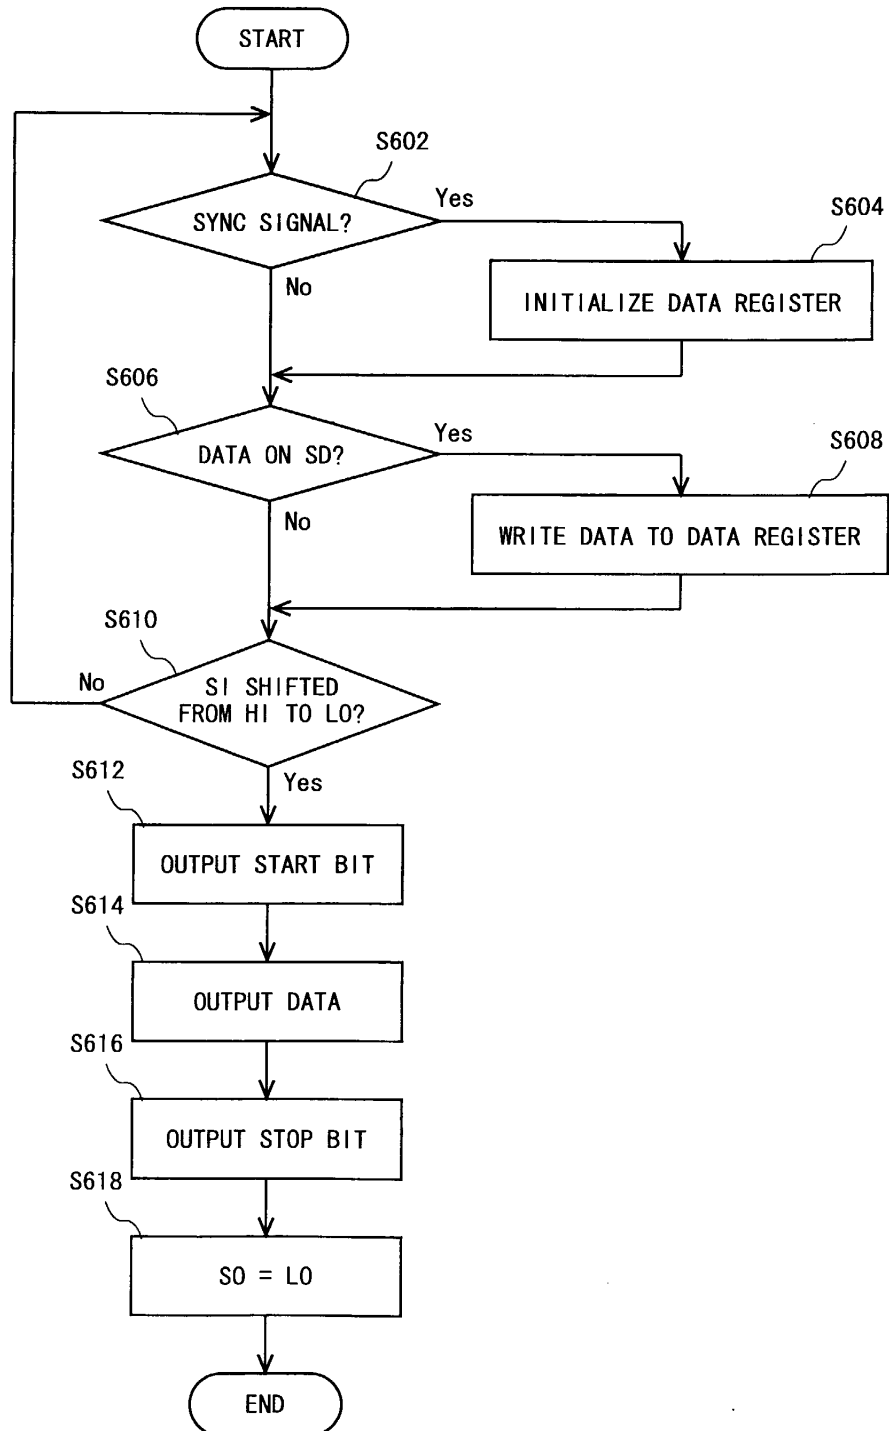 START
S602
Yes
SYNC SIGNAL?
S604
No
INITIALIZE DATA REGISTER
S606
Yes
DATA ON SD?
S608
No
WRITE DATA TO DATA REGISTER
S610
No
SI SHIFTED
FROM HI TO LO?
Yes
S612
OUTPUT START BIT
S614
OUTPUT DATA
S616
OUTPUT STOP BIT
S618
SO = LO
END